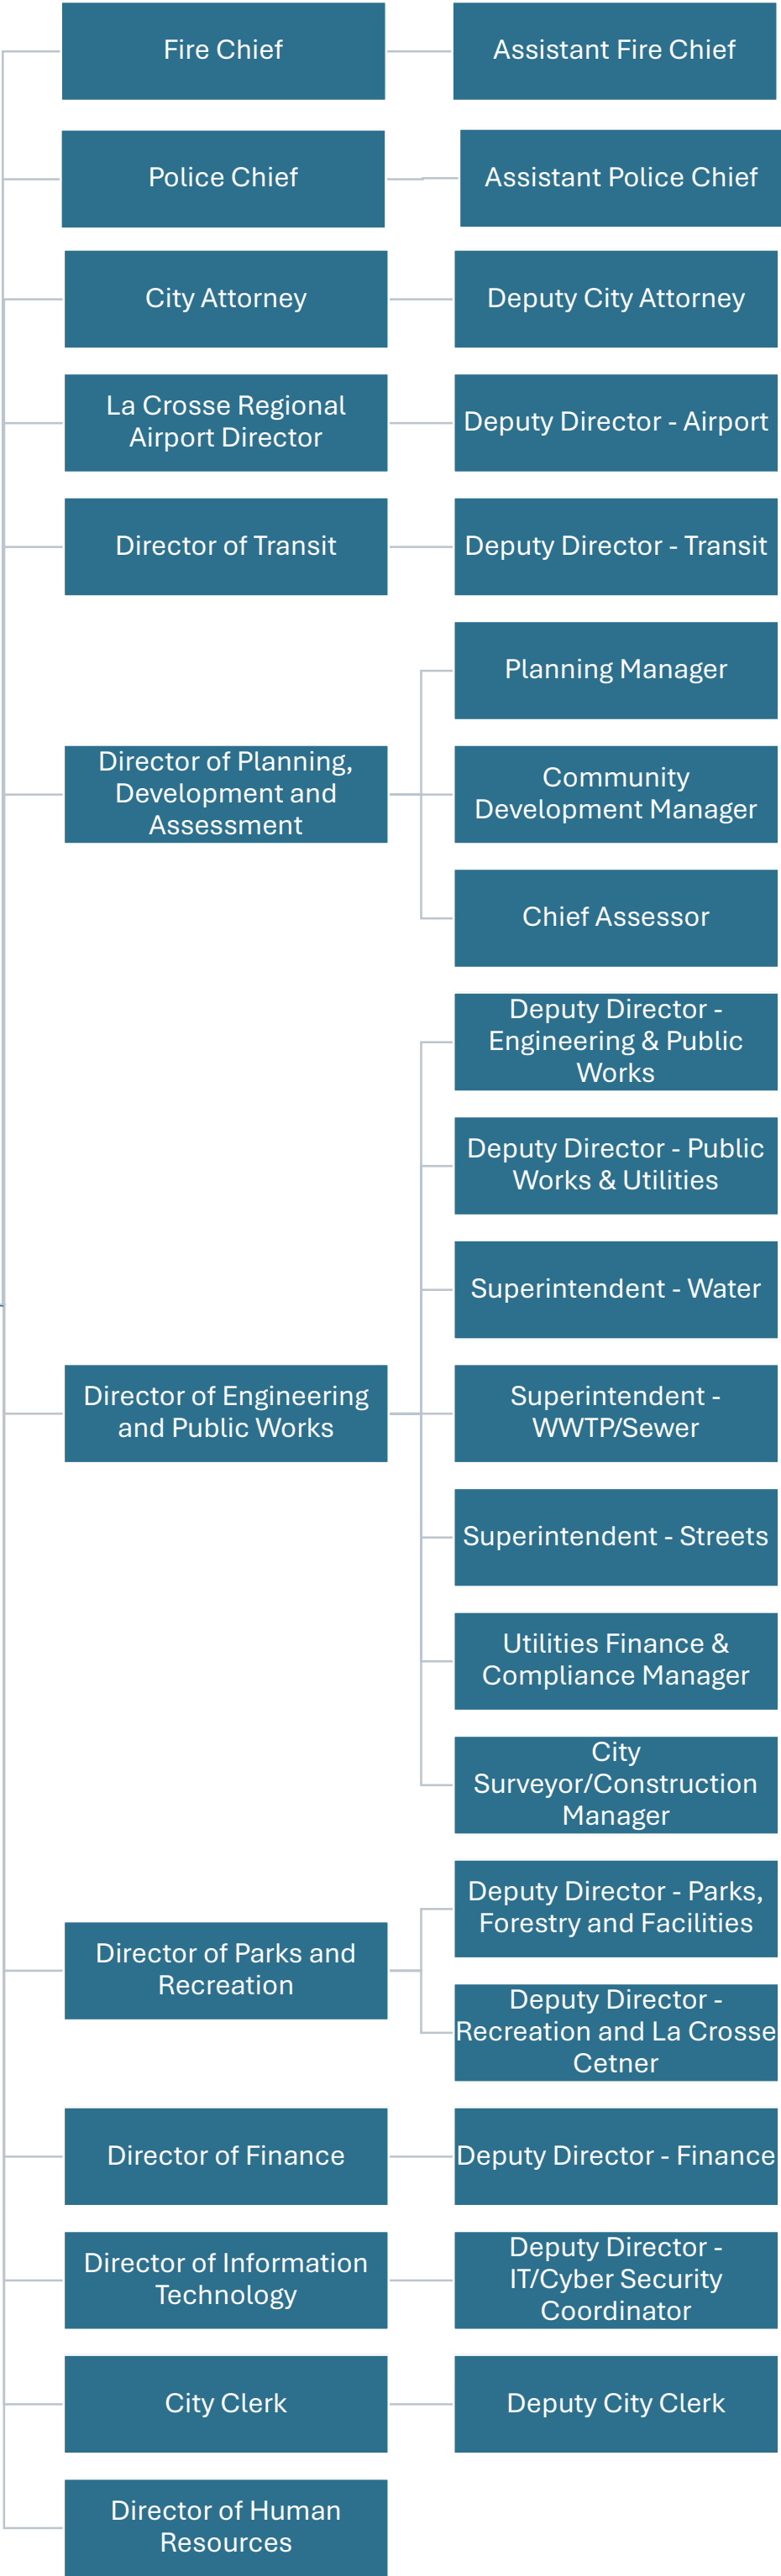 Fire Chief
Assistant Fire Chief
Police Chief
Assistant Police Chief
City Attorney
Deputy City Attorney
La Crosse Regional
Airport Director
Deputy Director - Airport
Director of Transit
Deputy Director - Transit
Director of Planning,
Development and
Assessment
Planning Manager
Community
Development Manager
Chief Assessor
Director of Engineering
and Public Works
Deputy Director -
Engineering & Public
Works
Deputy Director - Public
Works & Utilities
Superintendent - Water
Superintendent -
WWTP/Sewer
Superintendent - Streets
Utilities Finance &
Compliance Manager
City
Surveyor/Construction
Manager
Director of Parks and
Recreation
Deputy Director - Parks,
Forestry and Facilities
Deputy Director -
Recreation and La Crosse
Cetner
Director of Finance
Deputy Director - Finance
Director of Information
Technology
Deputy Director -
IT/Cyber Security
Coordinator
City Clerk
Deputy City Clerk
Director of Human
Resources